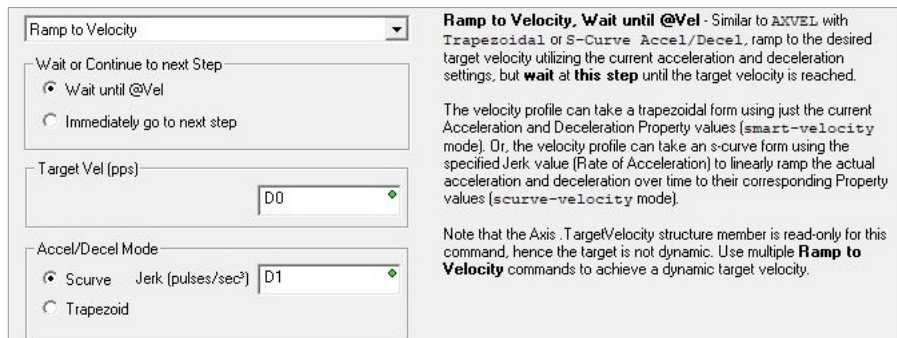 Ramp to Velocity
Wait or Continue to next Step
Wait until @Vel
Immediately go to next step
Target Vel (pps)
D0
Accel/Decel Mode
Scurve Jerk (pulses/sec³) D1
Trapezoid
Ramp to Velocity, Wait until @Vel - Similar to AXVEL with
Trapezoidal or S-Curve Accel/Decel, ramp to the desired
target velocity utilizing the current acceleration and deceleration
settings, but wait at this step until the target velocity is reached.
The velocity profile can take a trapezoidal form using just the current
Acceleration and Deceleration Property values (smart-velocity
mode). Or, the velocity profile can take an s-curve form using the
specified Jerk value (Rate of Acceleration) to linearly ramp the actual
acceleration and deceleration over time to their corresponding Property
values (scurve-velocity mode).
Note that the Axis .TargetVelocity structure member is read-only for this
command, hence the target is not dynamic. Use multiple Ramp to
Velocity commands to achieve a dynamic target velocity.